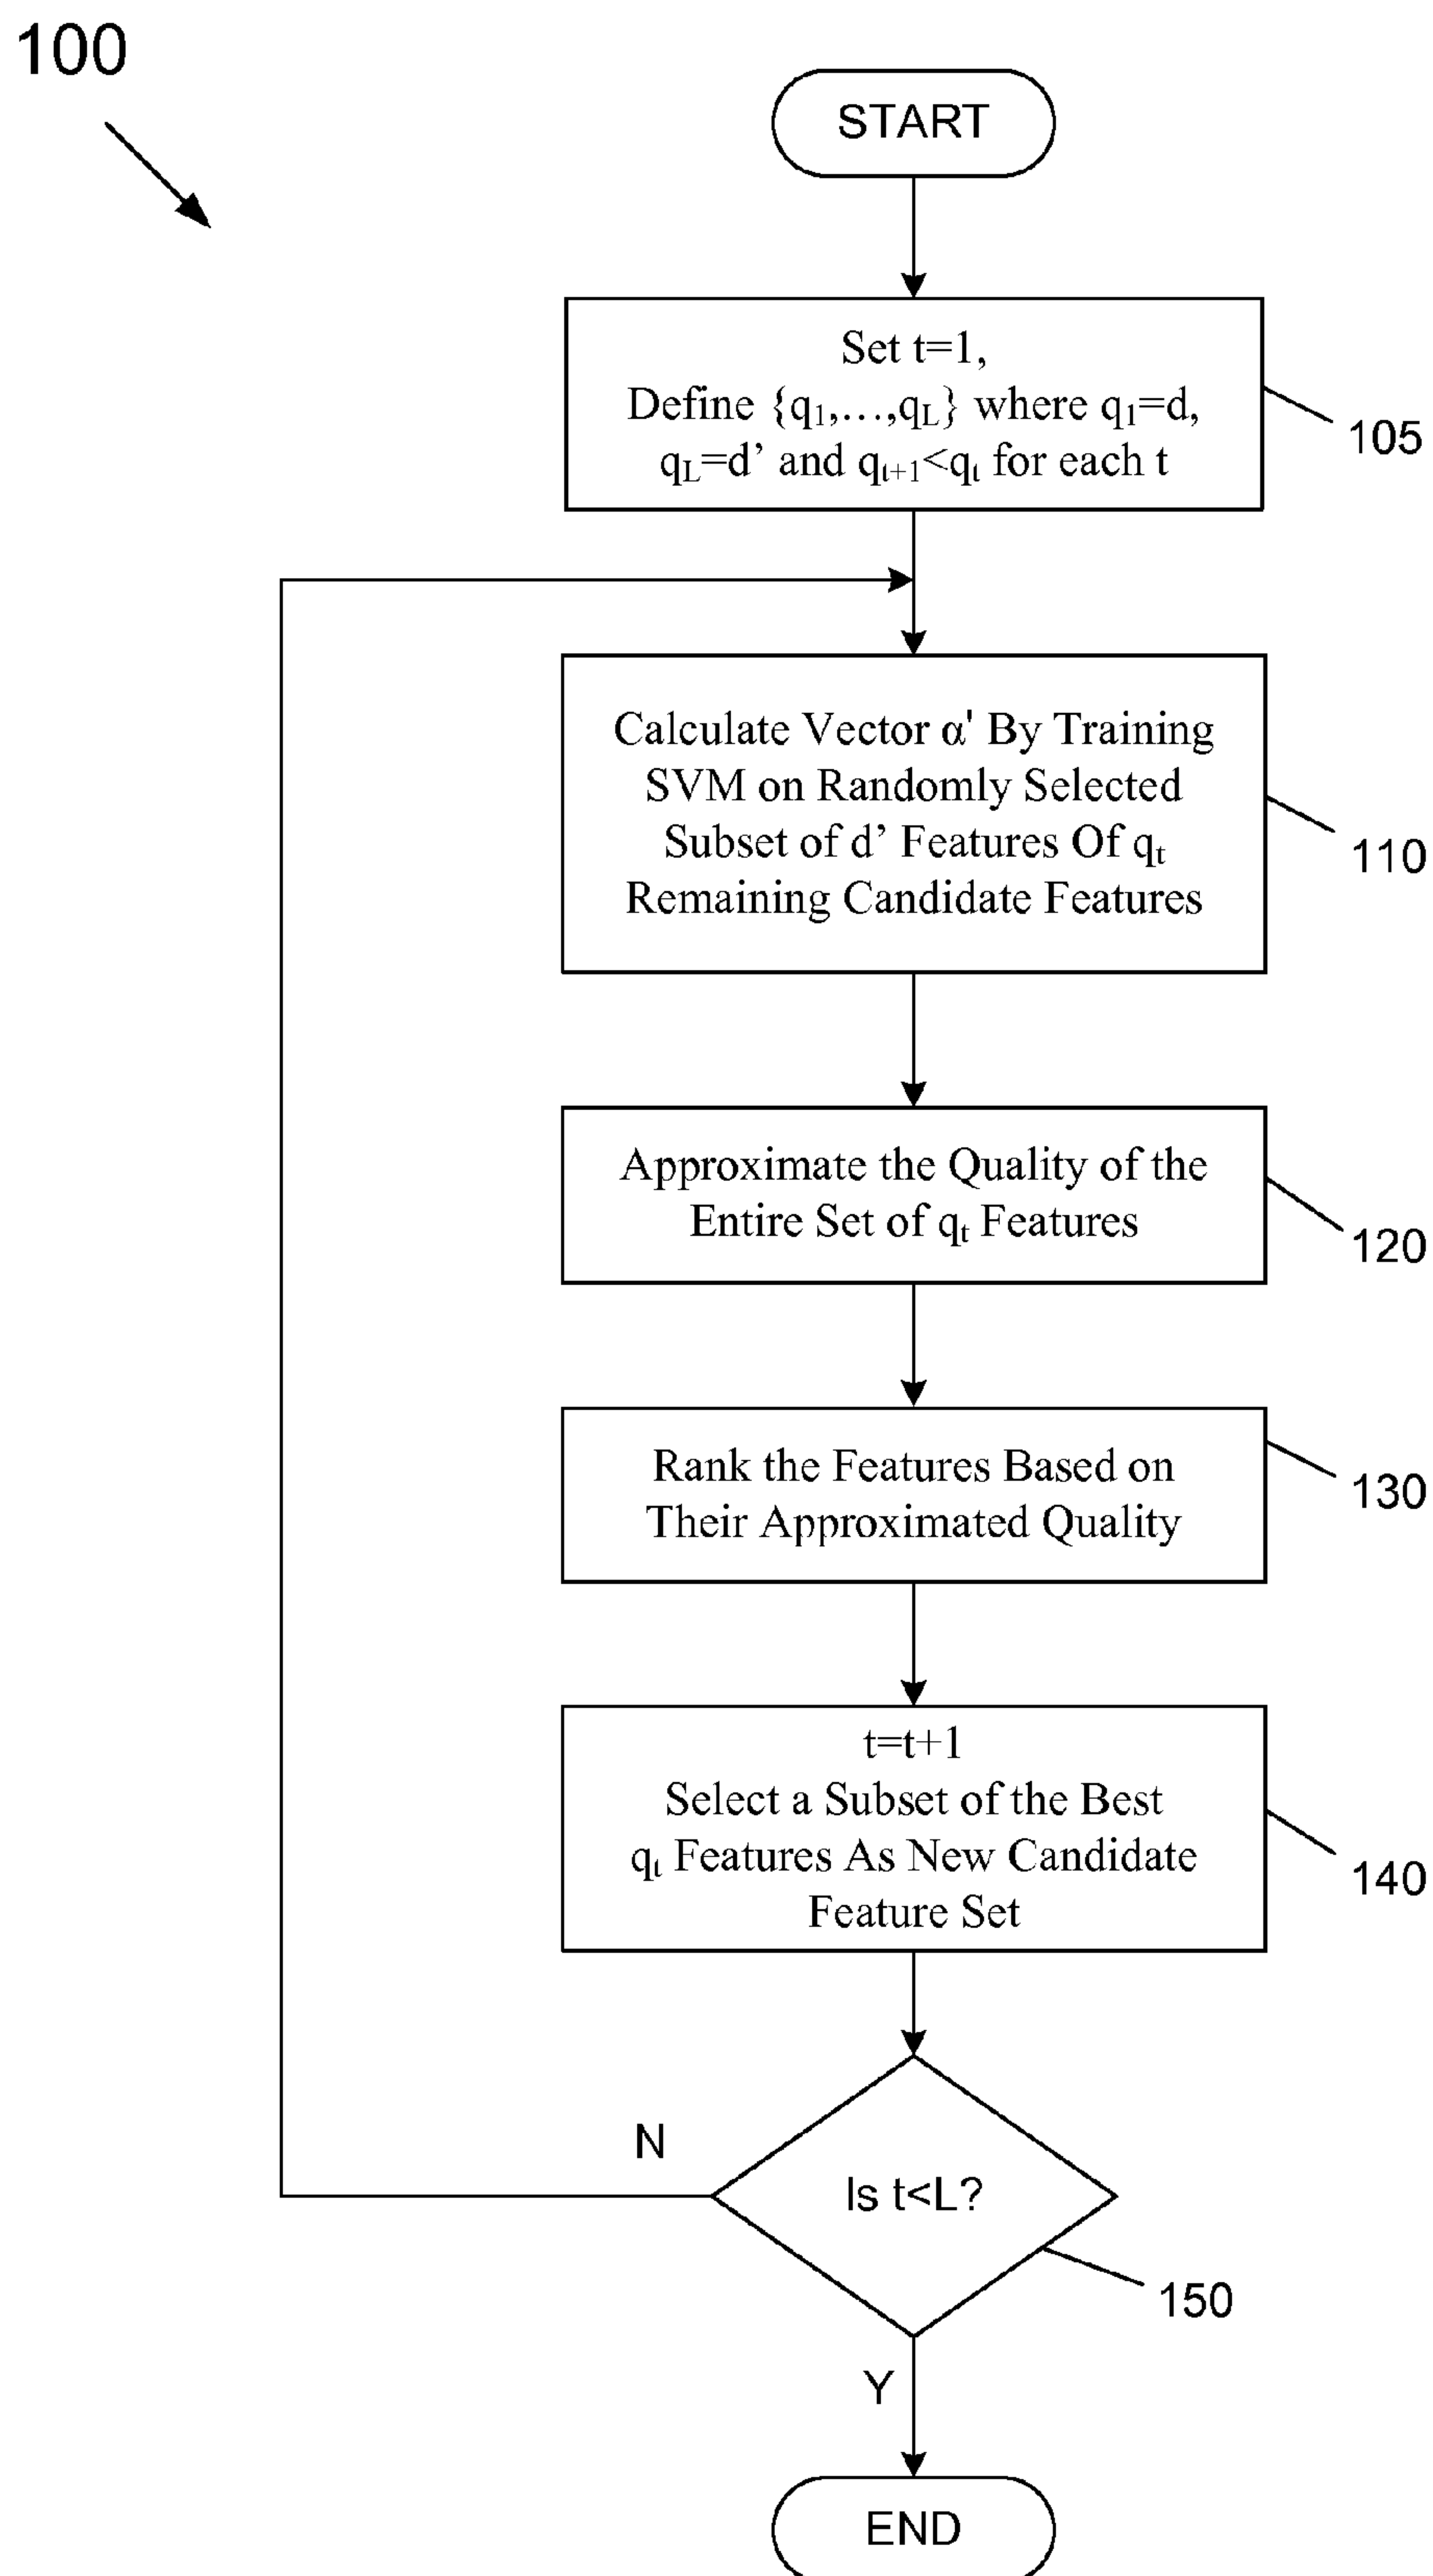 100
START
Set t=1,
Define {q₁,…,q_L} where q₁=d,
q_L=d’ and qₜ₊₁<qₜ for each t
105
Calculate Vector α' By Training
SVM on Randomly Selected
Subset of d’ Features Of qₜ
Remaining Candidate Features
110
Approximate the Quality of the
Entire Set of qₜ Features
120
Rank the Features Based on
Their Approximated Quality
130
t=t+1
Select a Subset of the Best
qₜ Features As New Candidate
Feature Set
140
N
Is t<L?
150
Y
END